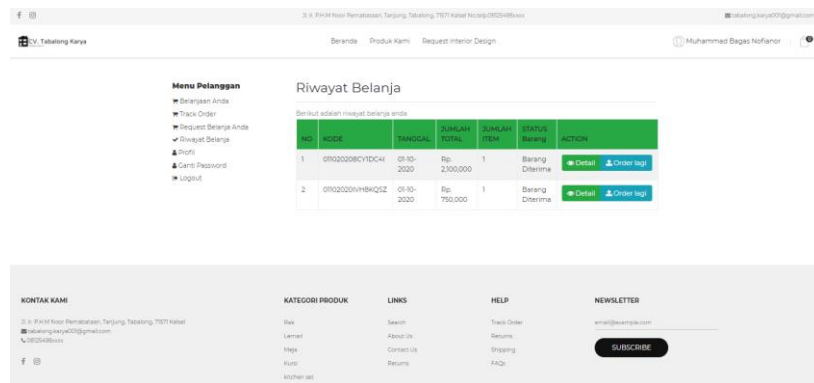 Jl. Ir. P.H.M Noor Pematataan, Tanjung, Tabalong, 71571 Kalsel No.telp.08125486xxxx
tabalong.karya001@gmail.com
CV. Tabalong Karya
Beranda Produk Kami Request Interior Design
Muhammad Bagas Nofianor
0
Menu Pelanggan
Belanjaan Anda
Track Order
Request Belanja Anda
Riwayat Belanja
Profil
Ganti Password
Logout
Riwayat Belanja
Berikut adalah riwayat belanja anda
NO KODE TANGGAL JUMLAH TOTAL JUMLAH ITEM STATUS Barang ACTION
1 01-10-2020 Rp. 2,100,000 1 Barang Diterima Detail Order lagi
2 01-10-2020 Rp. 750,000 1 Barang Diterima Detail Order lagi
KONTAK KAMI
Jl. Ir. P.H.M Noor Pematataan, Tanjung, Tabalong, 71571 Kalsel
tabalong.karya001@gmail.com
08125486xxxx
KATEGORI PRODUK
Rak
Lemari
Meja
Kursi
kitchen set
LINKS
Search
About Us
Contact Us
Returns
HELP
Track Order
Returns
Shipping
FAQs
NEWSLETTER
email@example.com
SUBSCRIBE